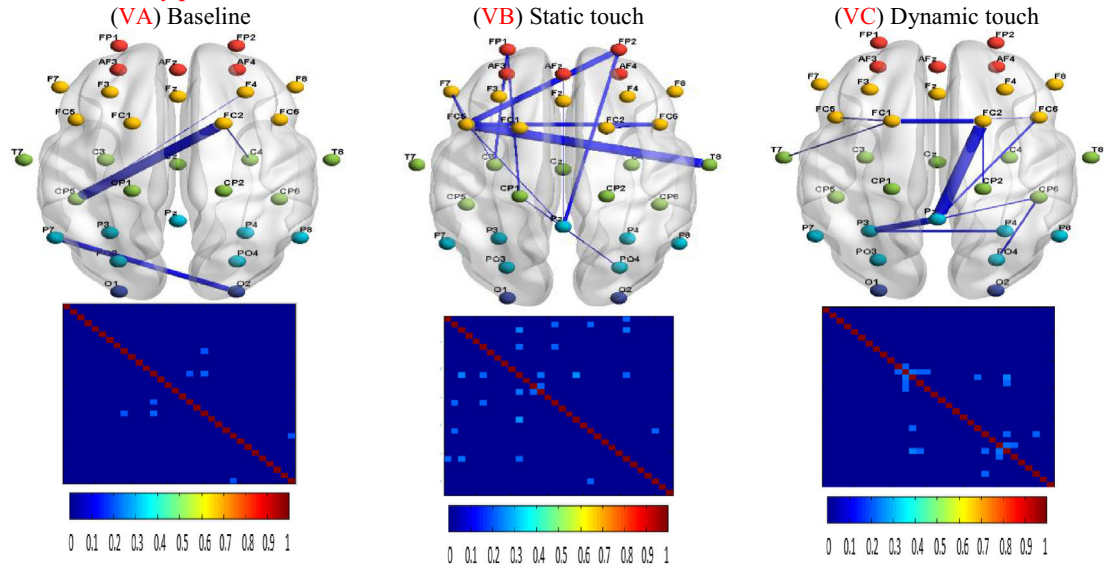 (VA) Baseline
(VB) Static touch
(VC) Dynamic touch
FP1 FP2
AF3 AFz AF4
F7 F3 Fz F4 F8
FC5 FC1 FC2 FC6
T7 C3 C4 T8
CP5 CP1 CP2 CP6
Pz
P7 P3 P4 P8
PO4
O1 O2
FP1 FP2
AF3 AFz AF4
F7 F3 Fz F4 F8
FC1 FC2 FC6
T7 Cz C4 T8
CP5 CP1 CP2 CP6
P7 P3 P4 P8
PO3 PO4
O1 O2
FP1 FP2
AF3 AFz AF4
F7 F3 Fz F4 F8
FC5 FC1 FC2 FC6
T7 C3 Cz C4 T8
CP5 CP1 CP2 CP6
P7 P3 P4 P8
PO3 PO4
O1 O2
0 0.1 0.2 0.3 0.4 0.5 0.6 0.7 0.8 0.9 1
0 0.1 0.2 0.3 0.4 0.5 0.6 0.7 0.8 0.9 1
0 0.1 0.2 0.3 0.4 0.5 0.6 0.7 0.8 0.9 1